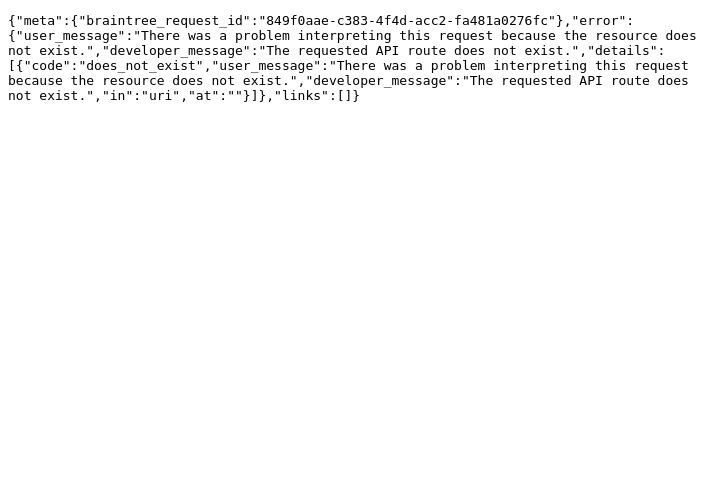 {"meta":{"braintree_request_id":"849f0aae-c383-4f4d-acc2-fa481a0276fc"},"error":
{"user_message":"There was a problem interpreting this request because the resource does
not exist.","developer_message":"The requested API route does not exist.","details":
[{"code":"does_not_exist","user_message":"There was a problem interpreting this request
because the resource does not exist.","developer_message":"The requested API route does
not exist.","in":"uri","at":""}]},"links":[]}